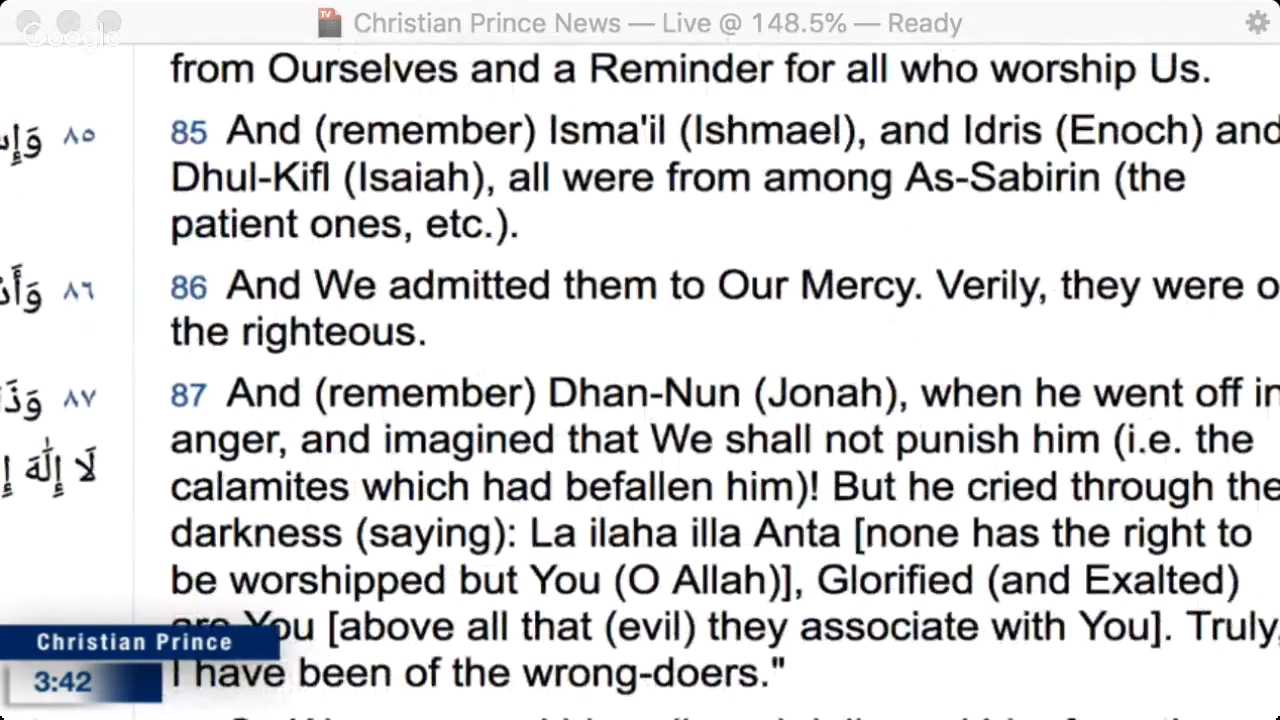 Google
TV
Christian Prince News — Live @ 148.5% — Ready
from Ourselves and a Reminder for all who worship Us.
٨٥
85 And (remember) Isma'il (Ishmael), and Idris (Enoch) and
Dhul-Kifl (Isaiah), all were from among As-Sabirin (the
patient ones, etc.).
٨٦
86 And We admitted them to Our Mercy. Verily, they were o
the righteous.
٨٧
87 And (remember) Dhan-Nun (Jonah), when he went off in
لَا إِلَٰهَ
anger, and imagined that We shall not punish him (i.e. the
calamites which had befallen him)! But he cried through the
darkness (saying): La ilaha illa Anta [none has the right to
be worshipped but You (O Allah)], Glorified (and Exalted)
are You [above all that (evil) they associate with You]. Truly,
I have been of the wrong-doers."
Christian Prince
3:42